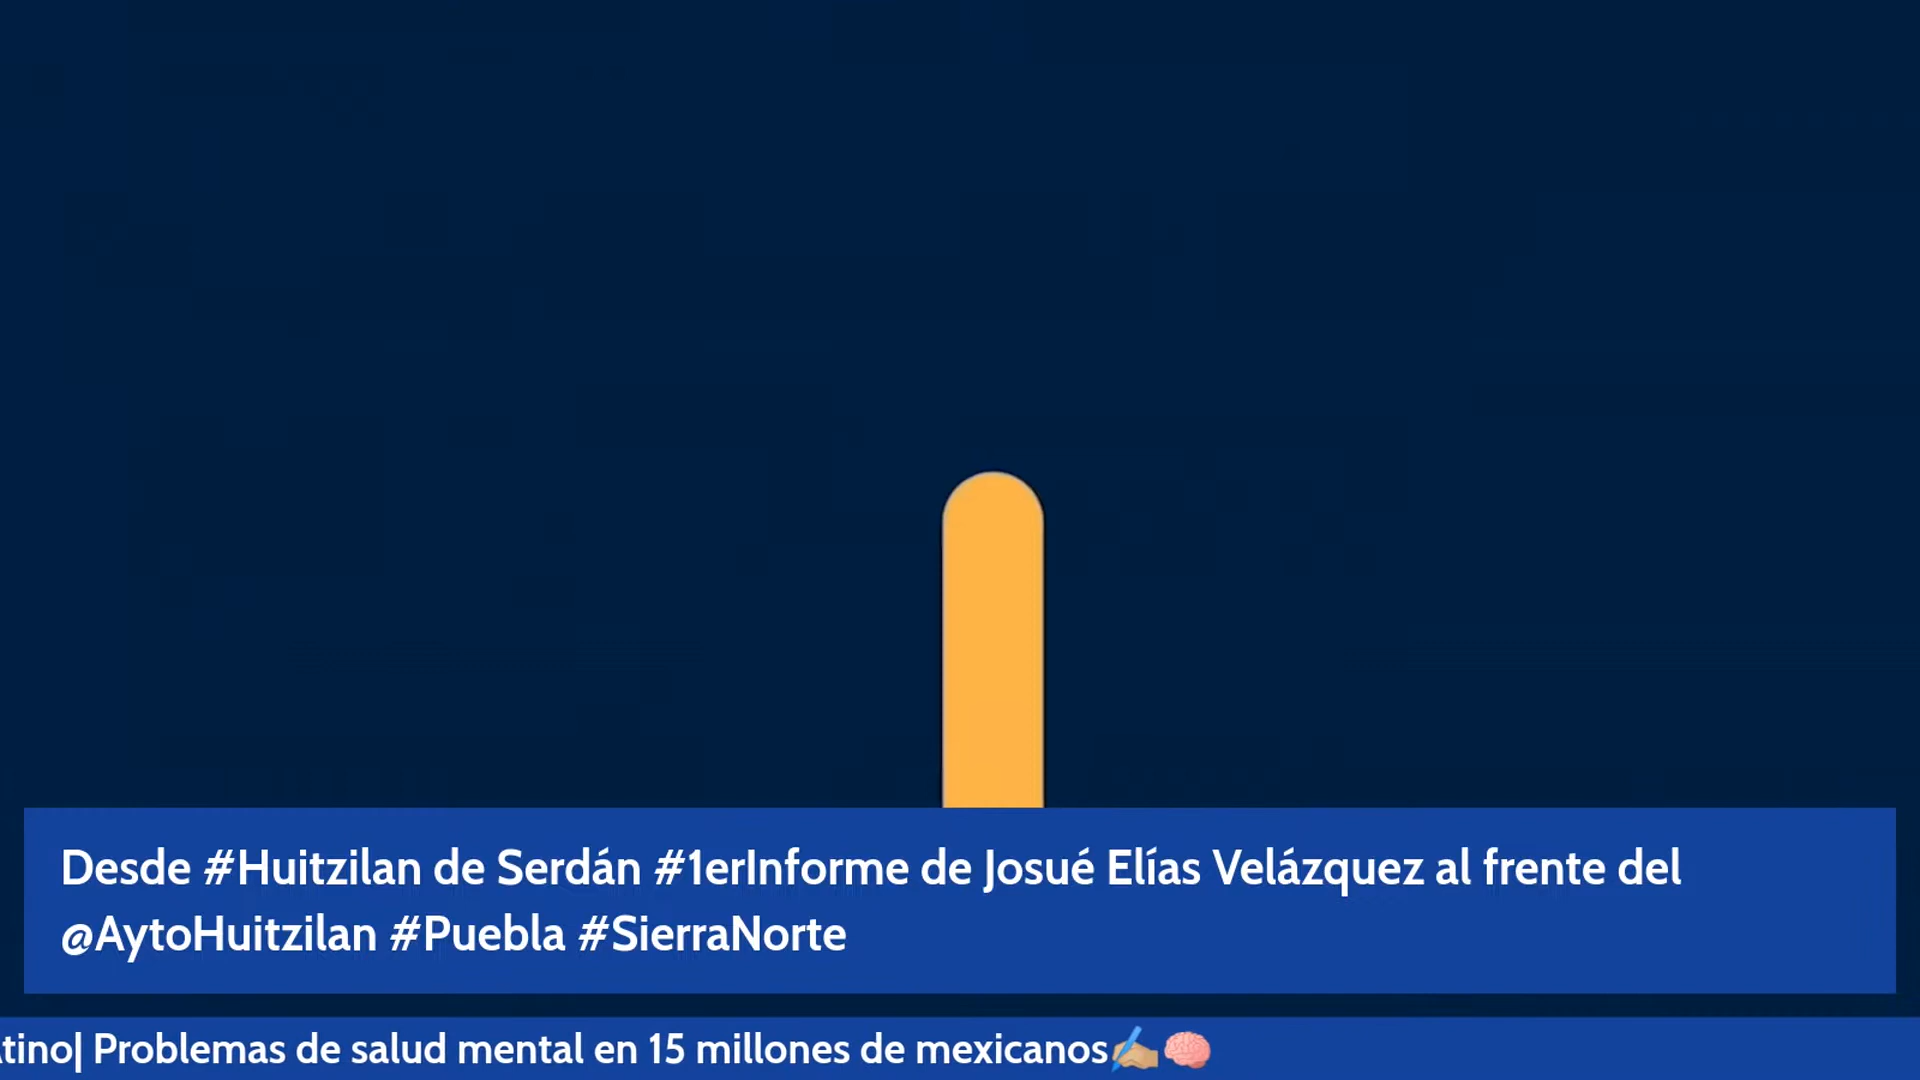 Desde #Huitzilan de Serdán #1erInforme de Josué Elías Velázquez al frente del
@AytoHuitzilan #Puebla #SierraNorte
| Problemas de salud mental en 15 millones de mexicanos✍🏼🧠